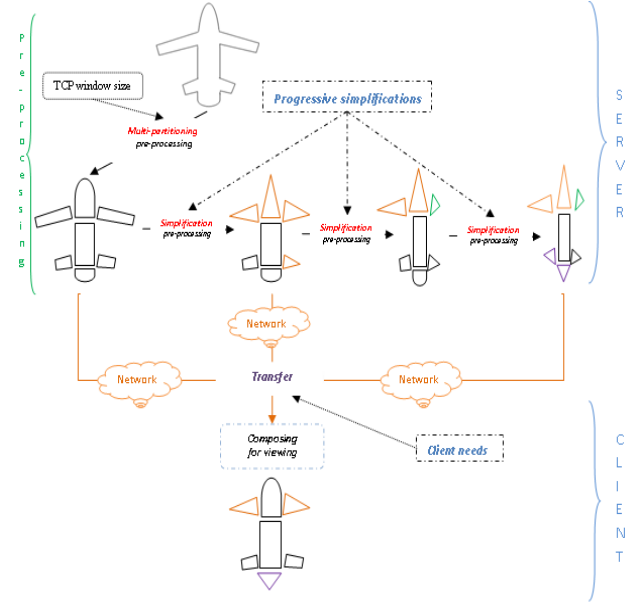 Pre-processing
TCP window size
Progressive simplifications
SERVER
Multi-partitioning
pre-processing
Simplification
pre-processing
Simplification
pre-processing
Simplification
pre-processing
Network
Network
Transfer
Network
Composing
for viewing
Client needs
CLIENT